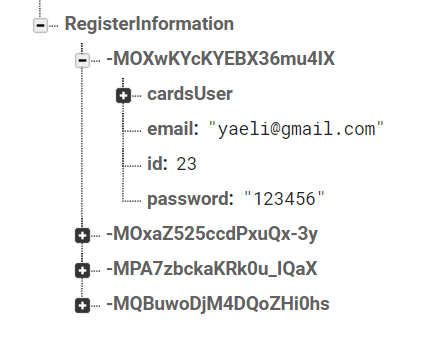 RegisterInformation
-MOXwKYcKYEBX36mu4IX
cardsUser
email: "yaeli@gmail.com"
id: 23
password: "123456"
-MOxaZ525ccdPxuQx-3y
-MPA7zbckaKRk0u_IQaX
-MQBuwoDjM4DQoZHi0hs